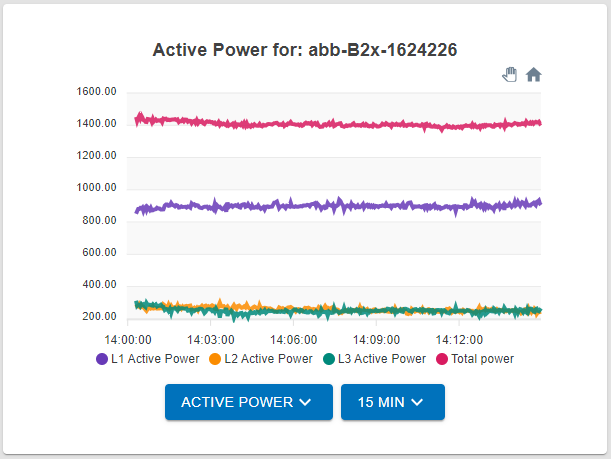 Active Power for: abb-B2x-1624226
1600.00
1400.00
1200.00
1000.00
800.00
600.00
400.00
200.00
14:00:00 14:03:00 14:06:00 14:09:00 14:12:00
L1 Active Power L2 Active Power L3 Active Power Total power
ACTIVE POWER 15 MIN